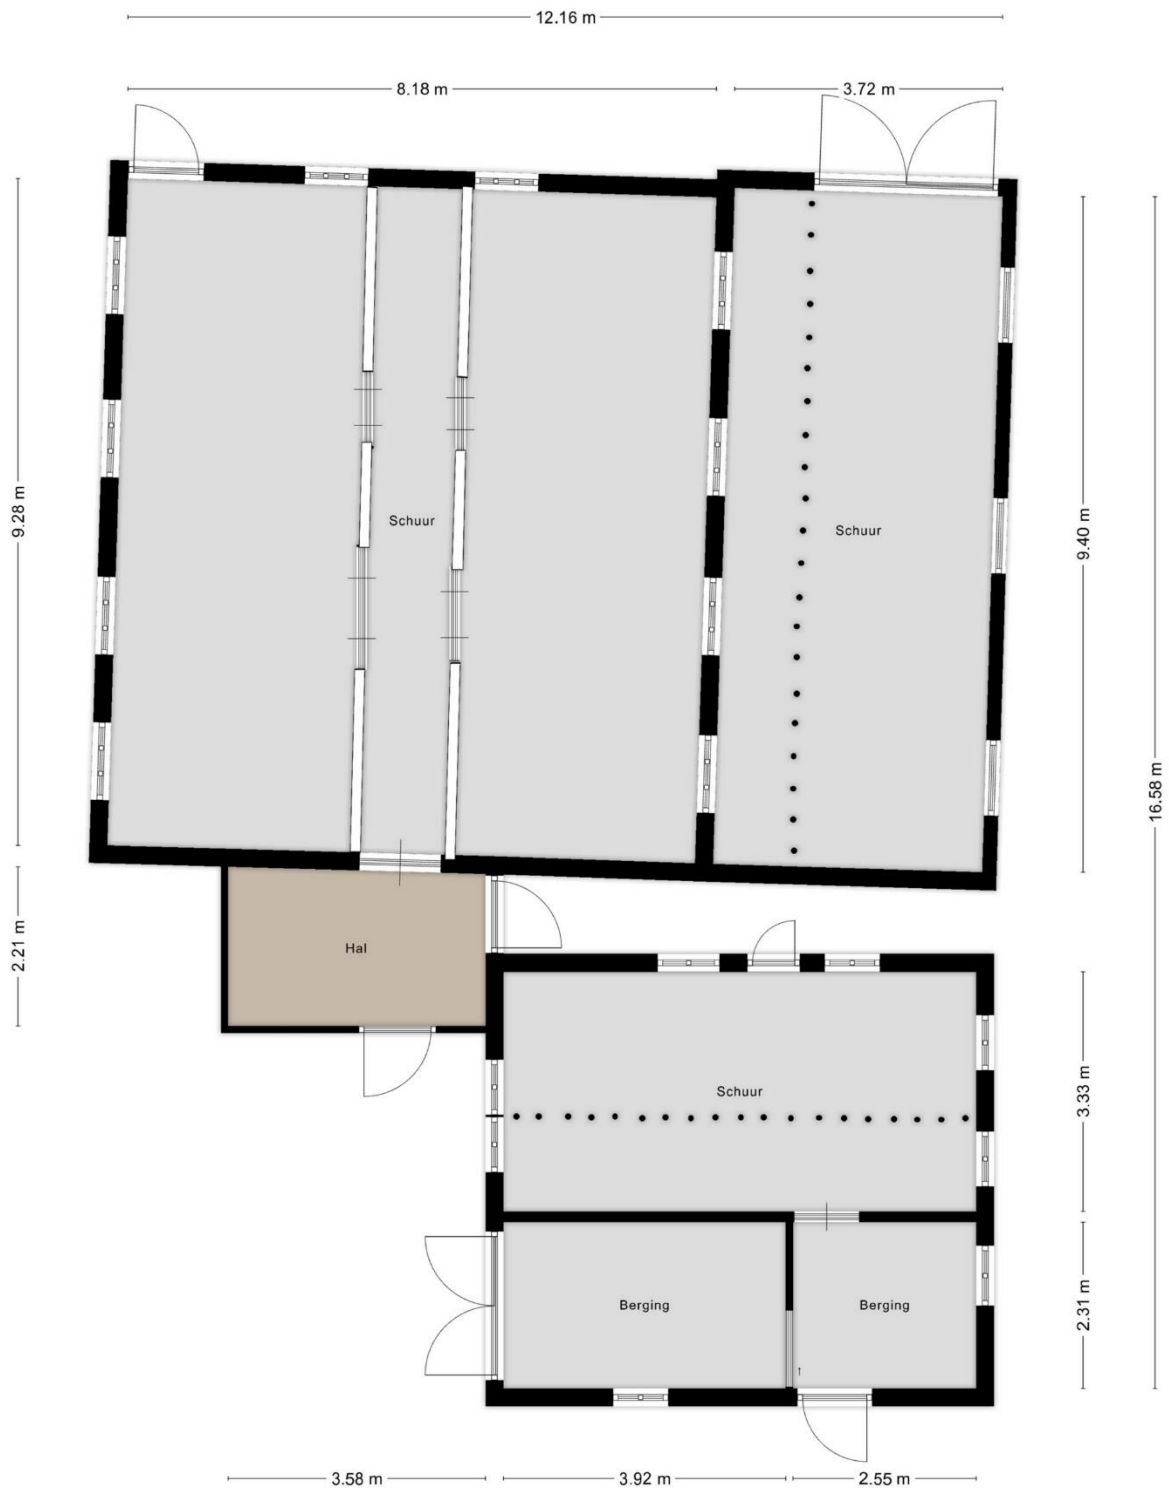 12.16 m
8.18 m
3.72 m
9.28 m
Schuur
Schuur
9.40 m
16.58 m
2.21 m
Hal
Schuur
3.33 m
Berging
Berging
2.31 m
3.58 m
3.92 m
2.55 m